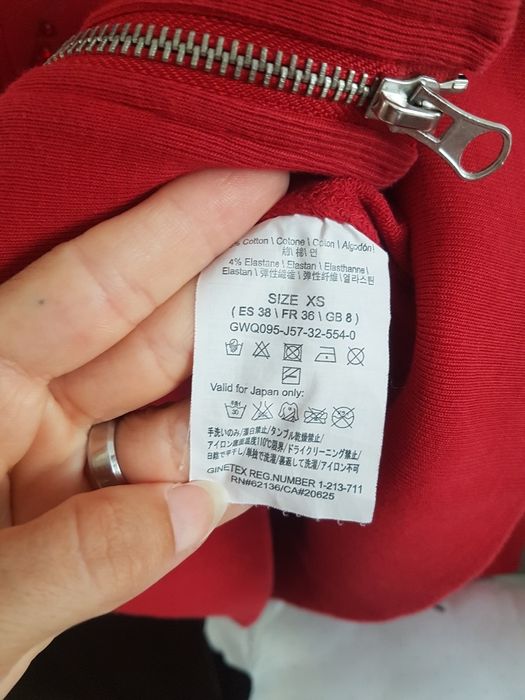 % Cotton \ Cotone \ Coton \ Algodón\
綿\ 棉\ 면
4% Elastane \ Elastan \ Elasthanne\
Elastan \ 弾性繊維 \ 弹性纤维 \ 엘라스틴
SIZE XS
( ES 38 \ FR 36 \ GB 8 )
GWQ095-J57-32-554-0
Valid for Japan only:
30
手洗いのみ/漂白禁止/タンブル乾燥禁止/
アイロン底面温度110℃限界/ドライクリーニング禁止/
日陰で平干し/単独で洗濯/裏返して洗濯/アイロン不可
GINETEX REG.NUMBER 1-213-711
RN#62136/CA#20625